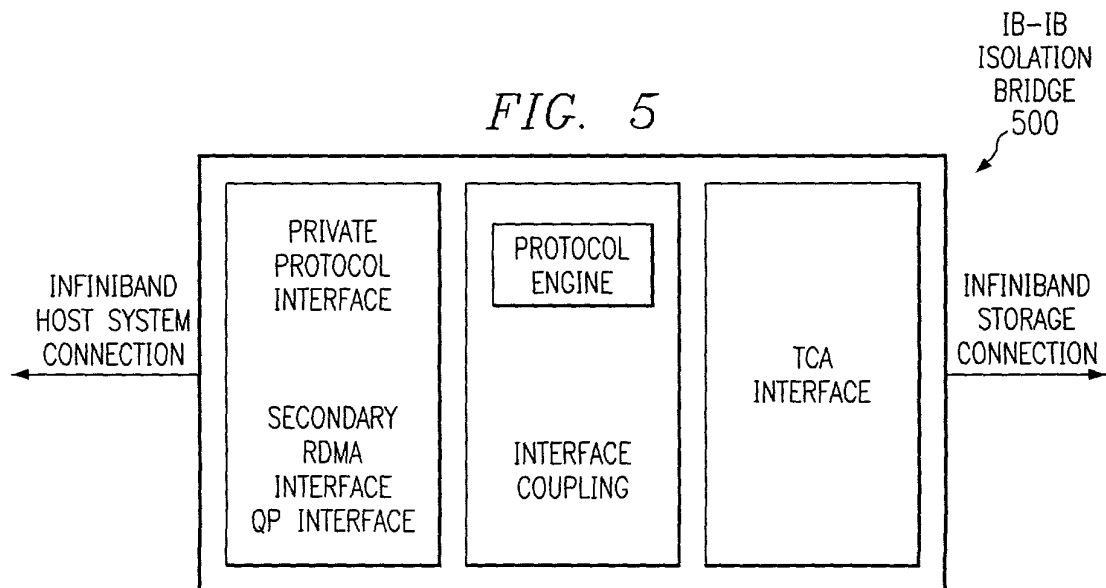 FIG. 5
IB-IB
ISOLATION
BRIDGE
500
INFINIBAND
HOST SYSTEM
CONNECTION
PRIVATE
PROTOCOL
INTERFACE
SECONDARY
RDMA
INTERFACE
QP INTERFACE
PROTOCOL
ENGINE
INTERFACE
COUPLING
TCA
INTERFACE
INFINIBAND
STORAGE
CONNECTION